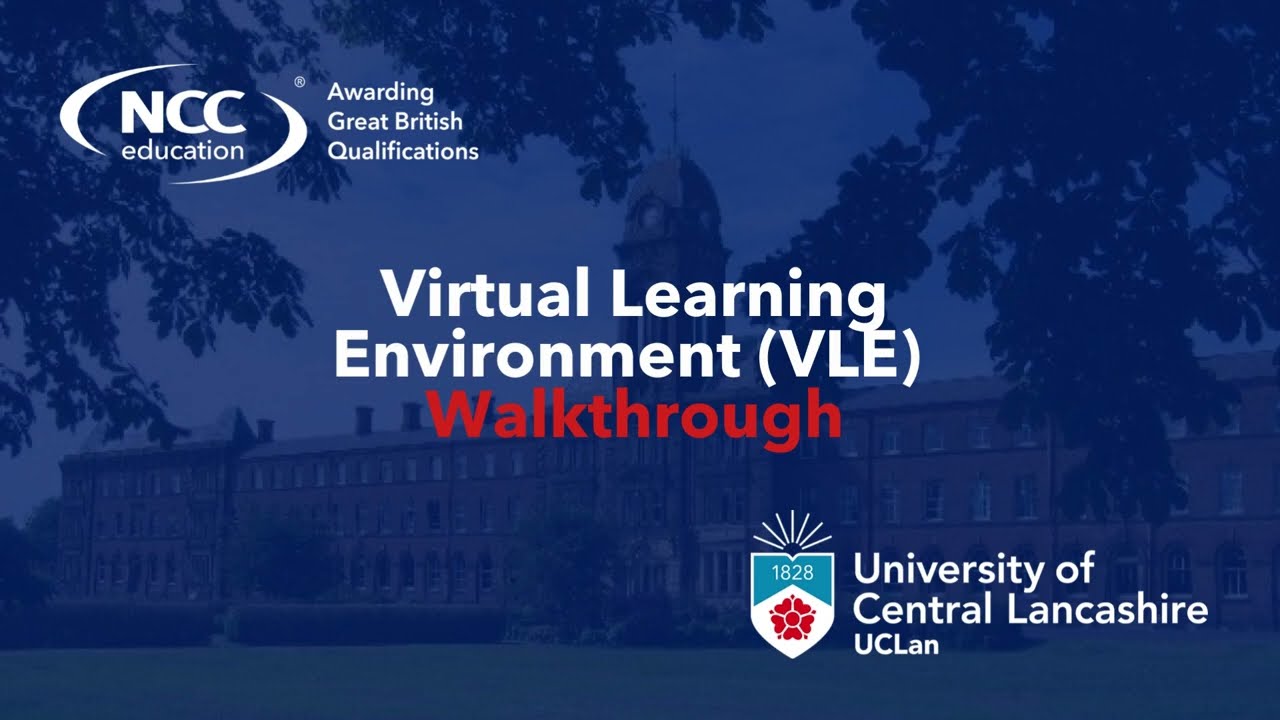 NCC
education
®
Awarding
Great British
Qualifications
Virtual Learning
Environment (VLE)
Walkthrough
1828
University of
Central Lancashire
UCLan